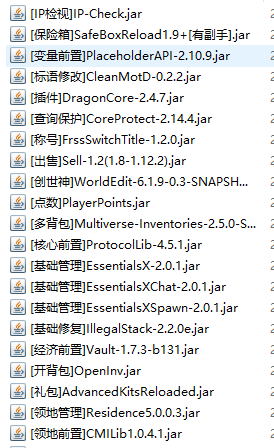 [IP检视]IP-Check.jar
[保险箱]SafeBoxReload1.9+[有副手].jar
[变量前置]PlaceholderAPI-2.10.9.jar
[标语修改]CleanMotD-0.2.2.jar
[插件]DragonCore-2.4.7.jar
[查询保护]CoreProtect-2.14.4.jar
[称号]FrssSwitchTitle-1.2.0.jar
[出售]Sell-1.2(1.8-1.12.2).jar
[创世神]WorldEdit-6.1.9-0.3-SNAPSH...
[点数]PlayerPoints.jar
[多背包]Multiverse-Inventories-2.5.0-S...
[核心前置]ProtocolLib-4.5.1.jar
[基础管理]EssentialsX-2.0.1.jar
[基础管理]EssentialsXChat-2.0.1.jar
[基础管理]EssentialsXSpawn-2.0.1.jar
[基础修复]IllegalStack-2.2.0e.jar
[经济前置]Vault-1.7.3-b131.jar
[开背包]OpenInv.jar
[礼包]AdvancedKitsReloaded.jar
[领地管理]Residence5.0.0.3.jar
[领地前置]CMILib1.0.4.1.jar